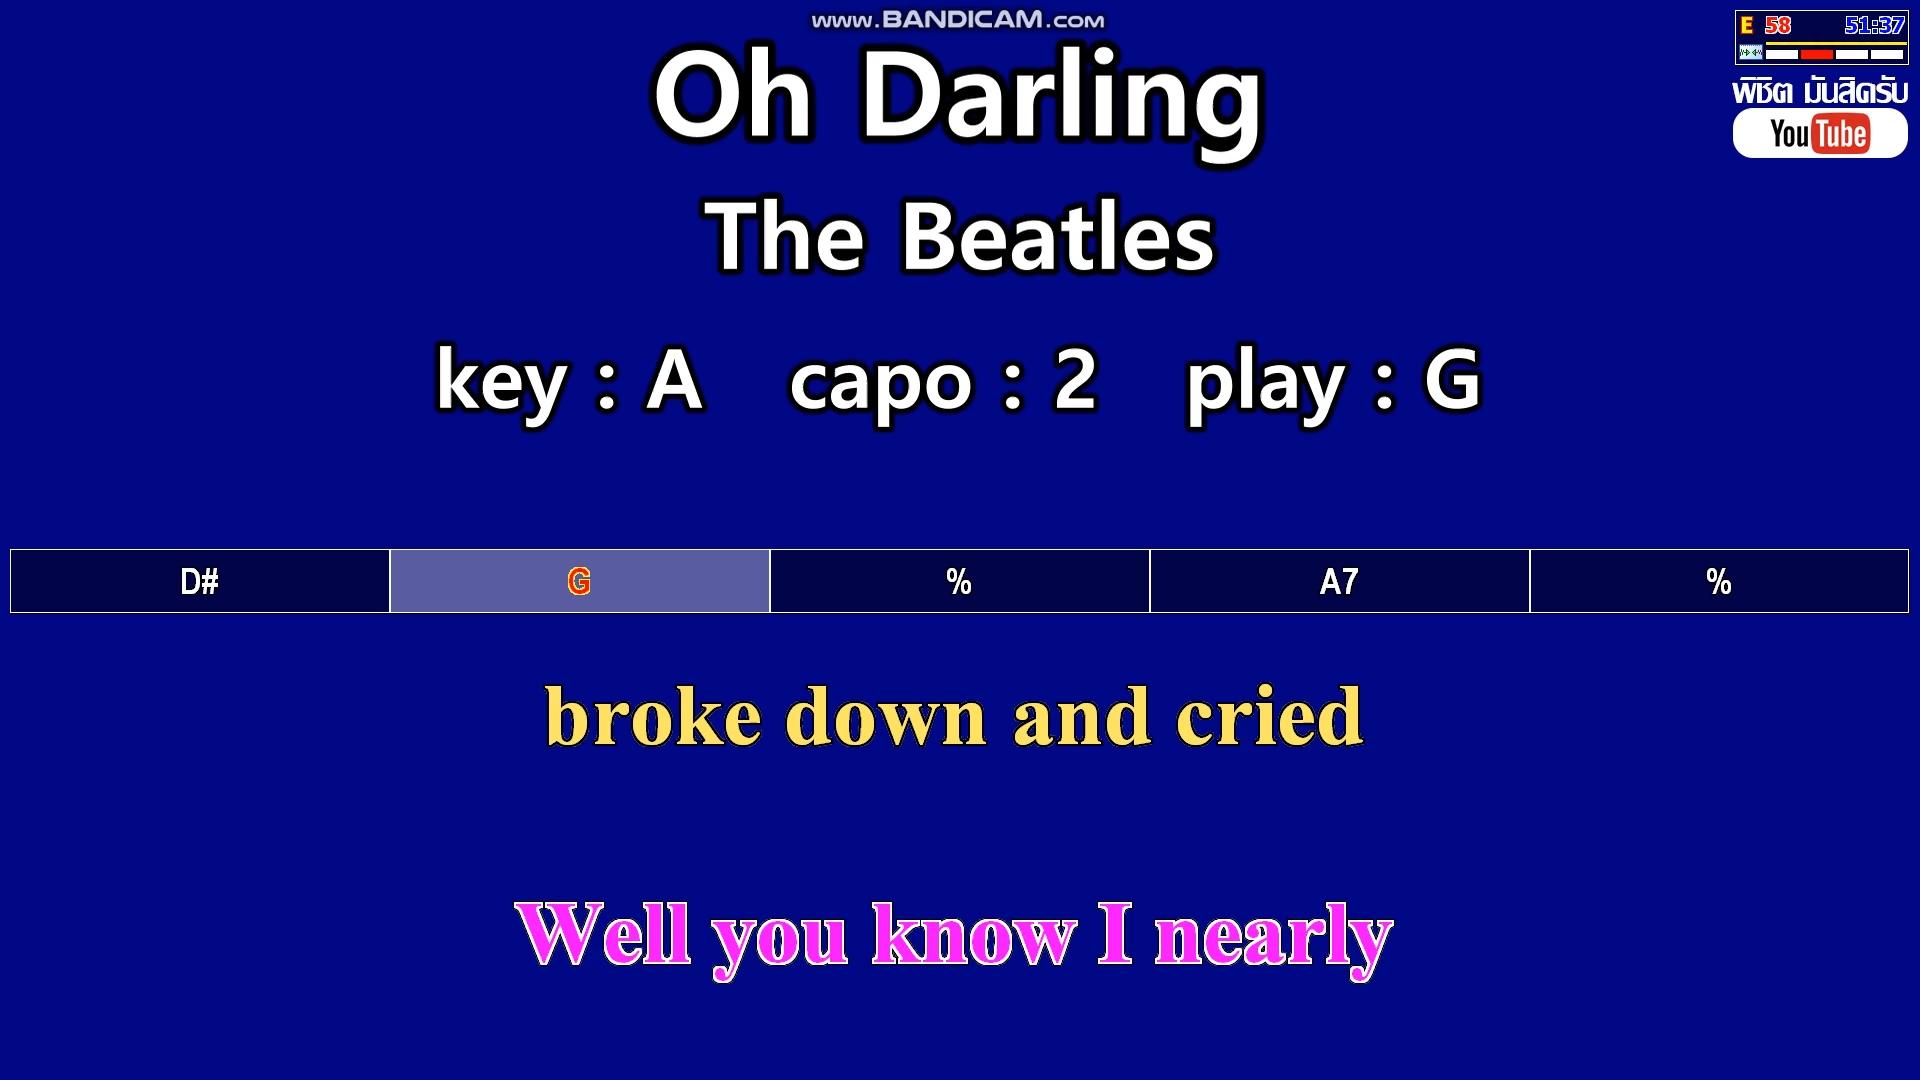 www.BANDICAM.com
E 58 51:37
พิชิต มันสิครับ
YouTube
Oh Darling
The Beatles
key : A capo : 2 play : G
D# G % A7 %
broke down and cried
Well you know I nearly